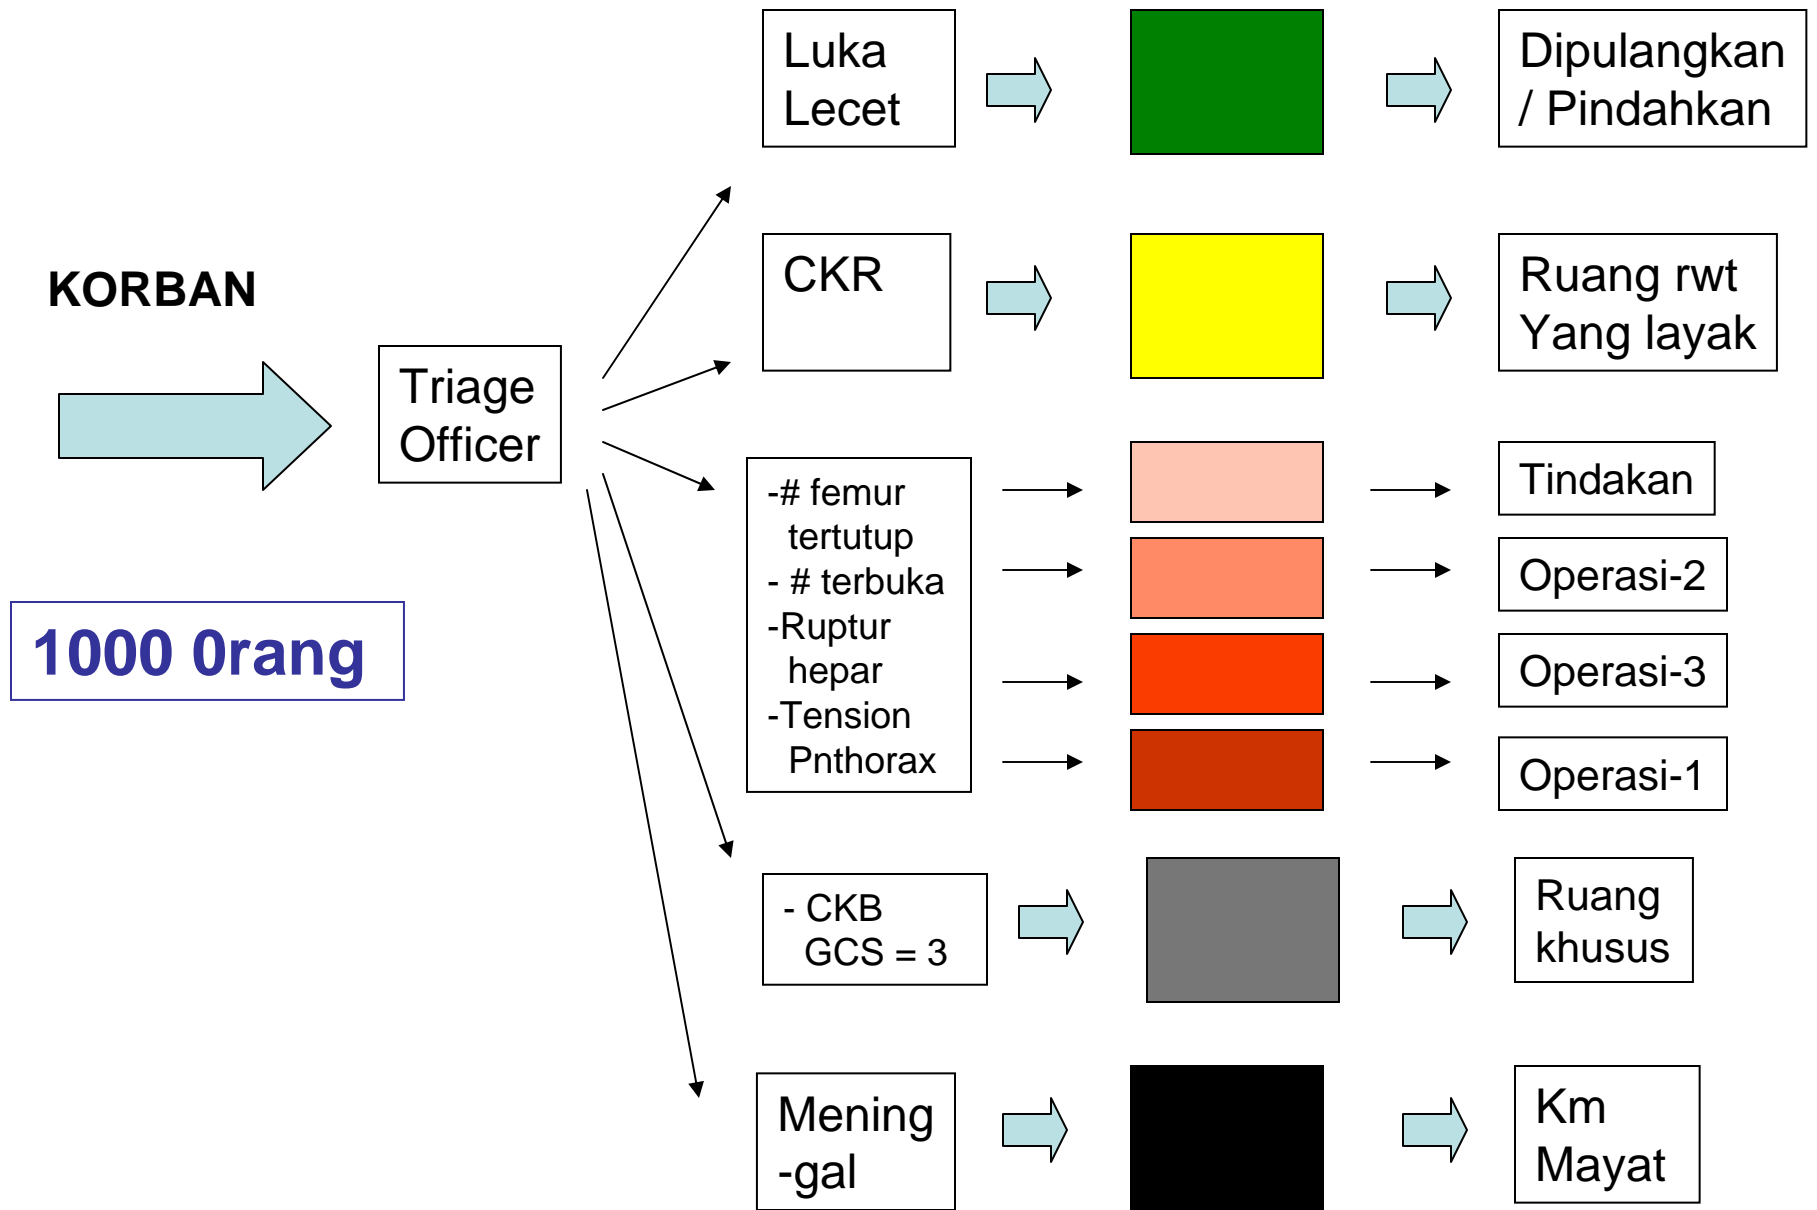 KORBAN
1000 0rang
Triage
Officer
Luka
Lecet
Dipulangkan
/ Pindahkan
CKR
Ruang rwt
Yang layak
-# femur
tertutup
- # terbuka
-Ruptur
hepar
-Tension
Pnthorax
Tindakan
Operasi-2
Operasi-3
Operasi-1
- CKB
GCS = 3
Ruang
khusus
Mening
-gal
Km
Mayat